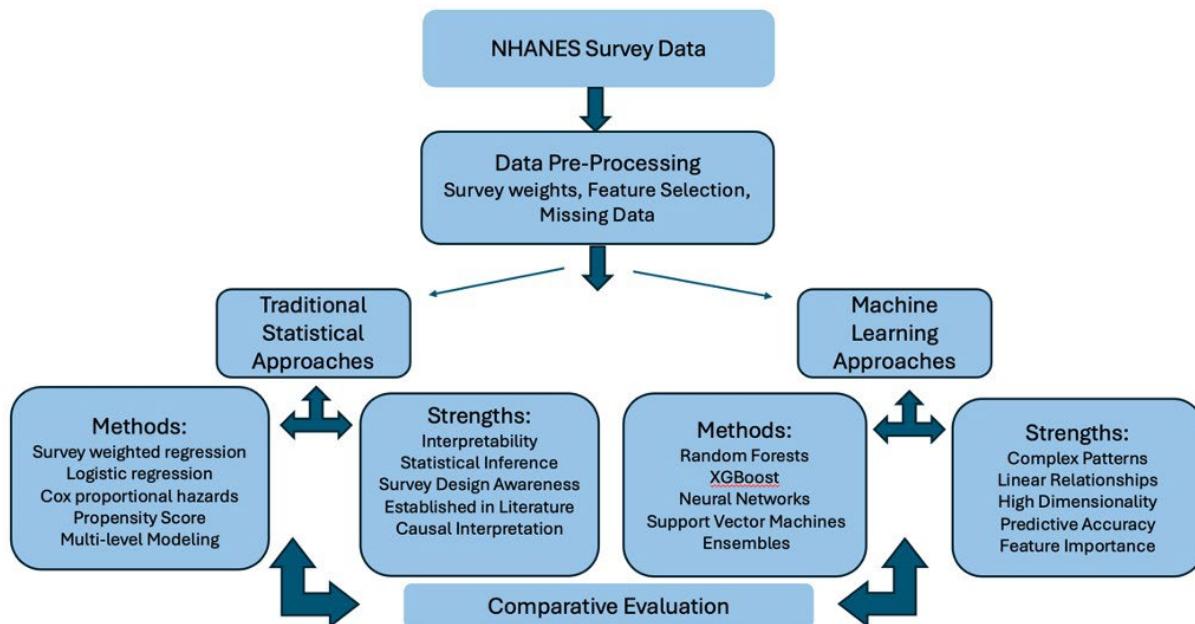 NHANES Survey Data
Data Pre-Processing
Survey weights, Feature Selection,
Missing Data
Traditional
Statistical
Approaches
Machine
Learning
Approaches
Methods:
Survey weighted regression
Logistic regression
Cox proportional hazards
Propensity Score
Multi-level Modeling
Strengths:
Interpretability
Statistical Inference
Survey Design Awareness
Established in Literature
Causal Interpretation
Methods:
Random Forests
XGBoost
Neural Networks
Support Vector Machines
Ensembles
Strengths:
Complex Patterns
Linear Relationships
High Dimensionality
Predictive Accuracy
Feature Importance
Comparative Evaluation